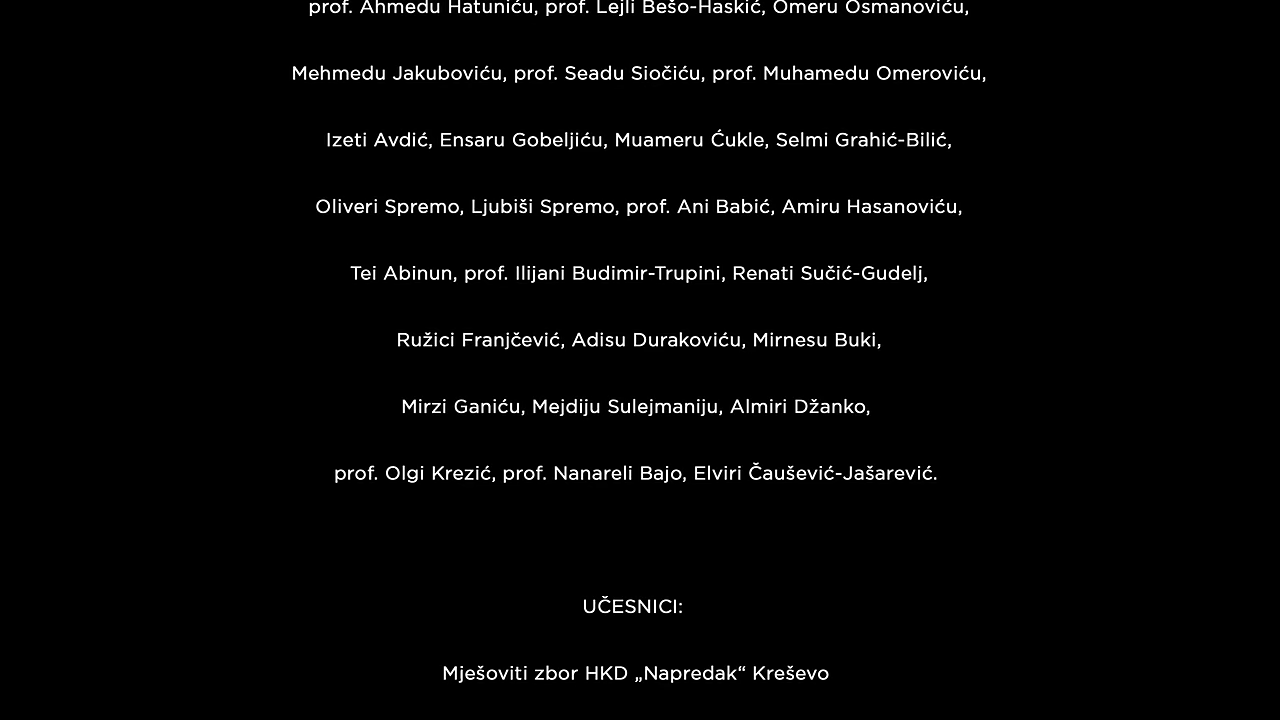 prof. Ahmedu Hatuniću, prof. Lejli Bešo-Haskić, Omeru Osmanoviću,
Mehmedu Jakuboviću, prof. Seadu Siočiću, prof. Muhamedu Omeroviću,
Izeti Avdić, Ensaru Gobeljiću, Muameru Ćukle, Selmi Grahić-Bilić,
Oliveri Spremo, Ljubiši Spremo, prof. Ani Babić, Amiru Hasanoviću,
Tei Abinun, prof. Ilijani Budimir-Trupini, Renati Sučić-Gudelj,
Ružici Franjčević, Adisu Durakoviću, Mirnesu Buki,
Mirzi Ganiću, Mejdiju Sulejmaniju, Almiri Džanko,
prof. Olgi Krezić, prof. Nanareli Bajo, Elviri Čaušević-Jašarević.
UČESNICI:
Mješoviti zbor HKD „Napredak“ Kreševo